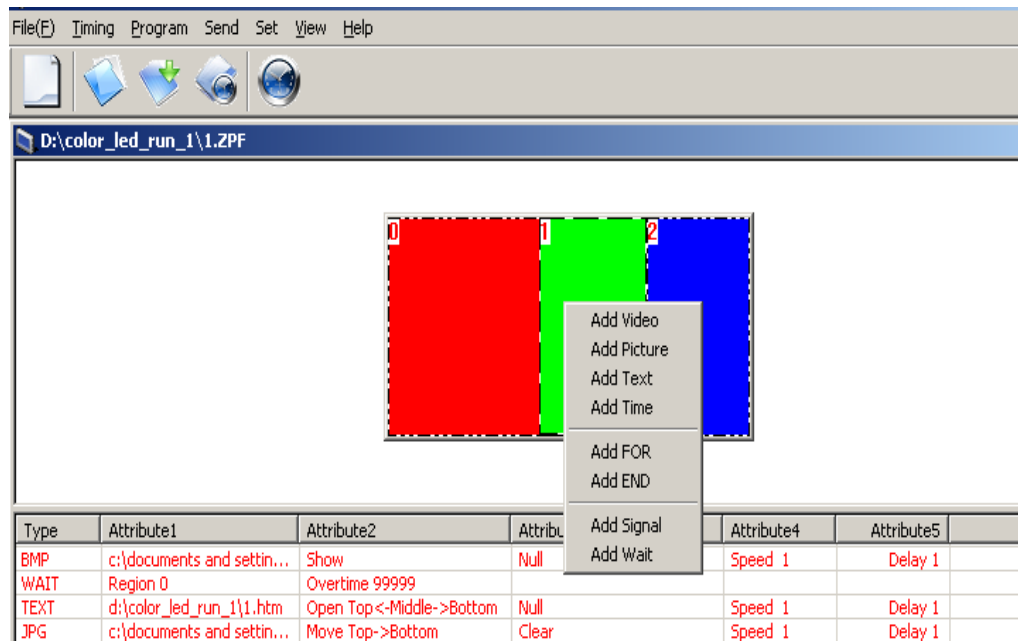 File(F) Timing Program Send Set View Help
D:\color_led_run_1\1.ZPF
0 1 2
Add Video
Add Picture
Add Text
Add Time
Add FOR
Add END
Add Signal
Add Wait
Type Attribute1 Attribute2 Attribu Attribute4 Attribute5
BMP c:\documents and settin... Show Null Speed 1 Delay 1
WAIT Region 0 Overtime 99999
TEXT d:\color_led_run_1\1.htm Open Top<-Middle->Bottom Null Speed 1 Delay 1
JPG c:\documents and settin... Move Top->Bottom Clear Speed 1 Delay 1